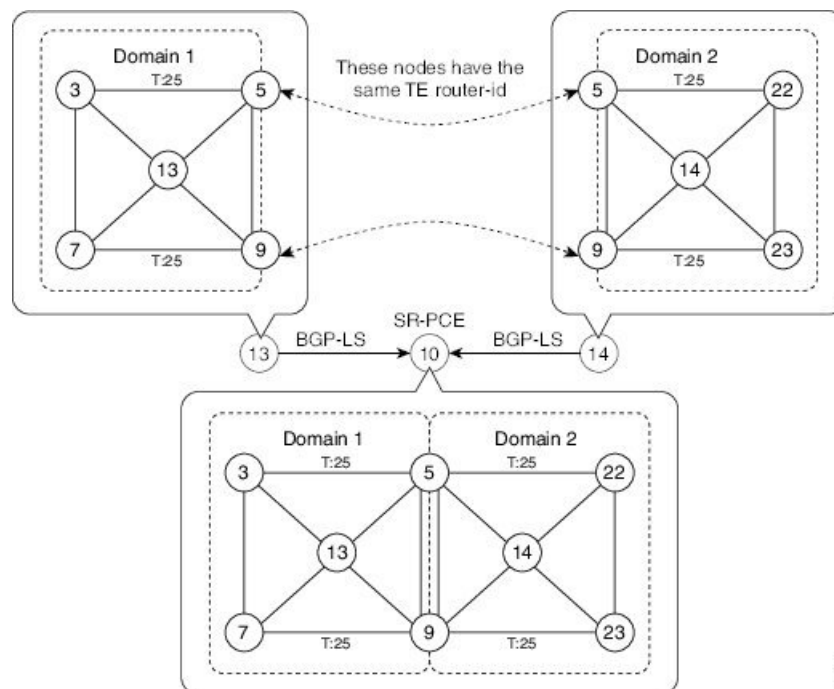 Domain 1
T:25
3
5
13
7
9
T:25
These nodes have the
same TE router-id
Domain 2
T:25
5
22
14
9
23
T:25
SR-PCE
13
BGP-LS
10
BGP-LS
14
Domain 1
Domain 2
T:25
T:25
3
5
22
13
14
7
9
23
T:25
T:25